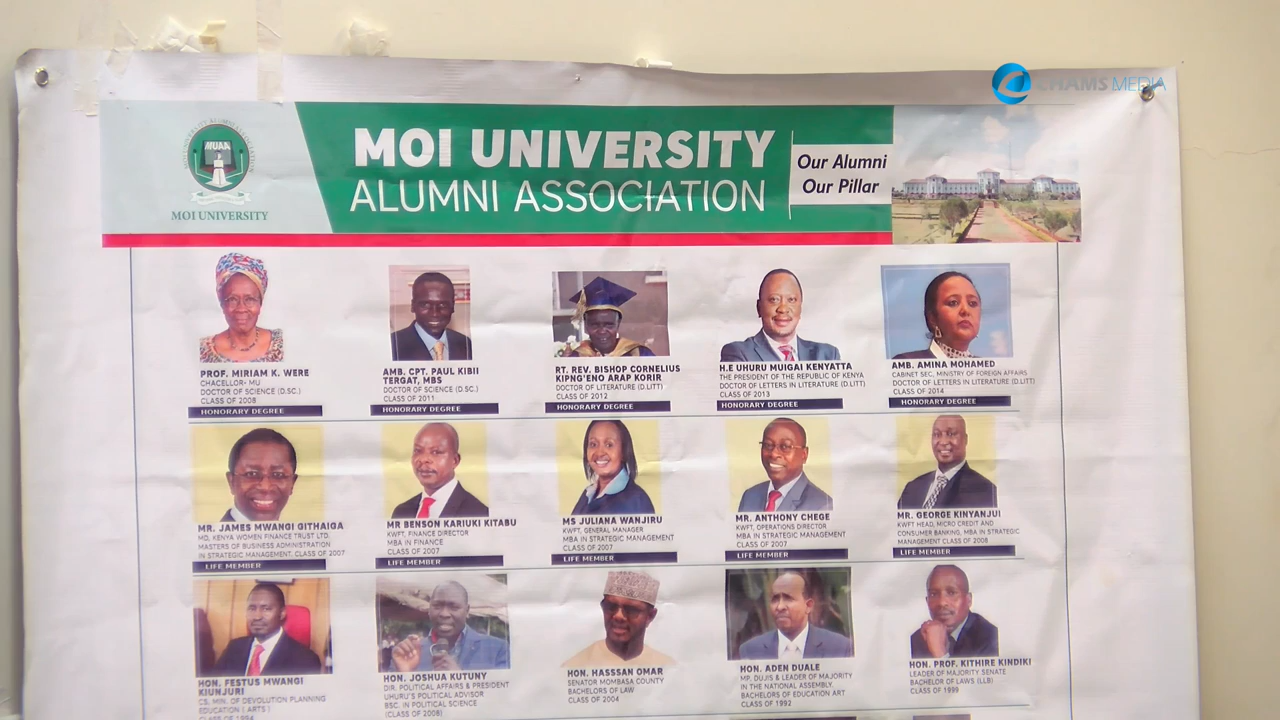 CHAMS MEDIA
MUAA
MOI UNIVERSITY
MOI UNIVERSITY
ALUMNI ASSOCIATION
Our Alumni
Our Pillar
PROF. MIRIAM K. WERE
CHACELLOR- MU
DOCTOR OF SCIENCE (D.SC.)
CLASS OF 2008
HONORARY DEGREE
AMB. CPT. PAUL KIBII
TERGAT, MBS
DOCTOR OF SCIENCE (D.SC.)
CLASS OF 2011
HONORARY DEGREE
RT. REV. BISHOP CORNELIUS
KIPNG'ENO ARAP KORIR
DOCTOR OF LITERATURE (D.LITT)
CLASS OF 2012
HONORARY DEGREE
H.E UHURU MUIGAI KENYATTA
THE PRESIDENT OF THE REPUBLIC OF KENYA
DOCTOR OF LETTERS IN LITERATURE (D.LITT)
CLASS OF 2013
HONORARY DEGREE
AMB. AMINA MOHAMED
CABINET SEC, MINISTRY OF FOREIGN AFFAIRS
DOCTOR OF LETTERS IN LITERATURE (D.LITT)
CLASS OF 2014
HONORARY DEGREE
MR. JAMES MWANGI GITHAIGA
MD, KENYA WOMEN FINANCE TRUST LTD.
MASTERS OF BUSINESS ADMINISTRATION
IN STRATEGIC MANAGEMENT, CLASS OF 2007
LIFE MEMBER
MR BENSON KARIUKI KITABU
KWFT, FINANCE DIRECTOR
MBA IN FINANCE
CLASS OF 2007
LIFE MEMBER
MS JULIANA WANJIRU
KWFT, GENERAL MANAGER
MBA IN STRATEGIC MANAGEMENT
CLASS OF 2007
LIFE MEMBER
MR. ANTHONY CHEGE
KWFT, OPERATIONS DIRECTOR
MBA IN STRATEGIC MANAGEMENT
CLASS OF 2007
LIFE MEMBER
MR. GEORGE KINYANJUI
KWFT HEAD, MICRO CREDIT AND
CONSUMER BANKING, MBA IN STRATEGIC
MANAGEMENT CLASS OF 2008
LIFE MEMBER
HON. FESTUS MWANGI
KIUNJURI
CS, MIN. OF DEVOLUTION PLANNING
EDUCATION ( ARTS )
CLASS OF 1994
HON. JOSHUA KUTUNY
DIR. POLITICAL AFFAIRS & PRESIDENT
UHURU'S POLITICAL ADVISOR
BSC. IN POLITICAL SCIENCE
(CLASS OF 2008)
HON. HASSSAN OMAR
SENATOR MOMBASA COUNTY
BACHELORS OF LAW
CLASS OF 2004
HON. ADEN DUALE
MP. DUJIS & LEADER OF MAJORITY
IN THE NATIONAL ASSEMBLY.
BACHELORS OF EDUCATION ART
CLASS OF 1992
HON. PROF. KITHIRE KINDIKI
LEADER OF MAJORITY SENATE
BACHELOR OF LAWS (LLB)
CLASS OF 1999